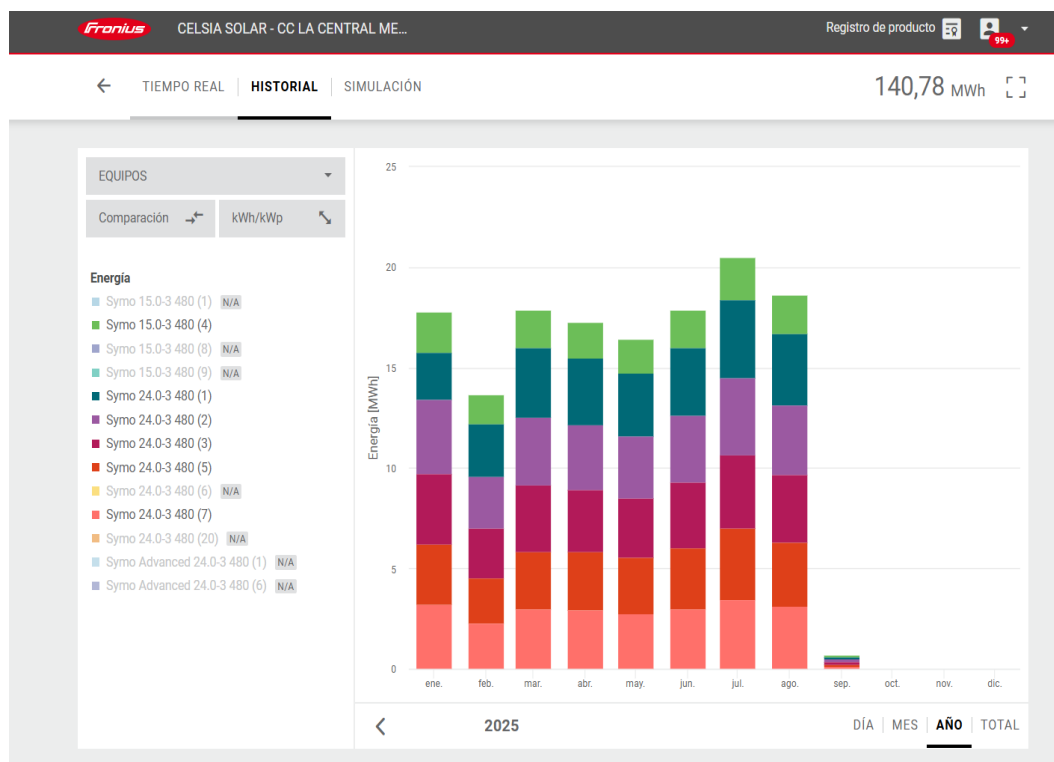 Fronius CELSIA SOLAR - CC LA CENTRAL ME... Registro de producto 99+
TIEMPO REAL HISTORIAL SIMULACIÓN 140,78 MWh
EQUIPOS
Comparación kWh/kWp
Energía
Symo 15.0-3 480 (1) N/A
Symo 15.0-3 480 (4)
Symo 15.0-3 480 (8) N/A
Symo 15.0-3 480 (9) N/A
Symo 24.0-3 480 (1)
Symo 24.0-3 480 (2)
Symo 24.0-3 480 (3)
Symo 24.0-3 480 (5)
Symo 24.0-3 480 (6) N/A
Symo 24.0-3 480 (7)
Symo 24.0-3 480 (20) N/A
Symo Advanced 24.0-3 480 (1) N/A
Symo Advanced 24.0-3 480 (6) N/A
Energía [MWh]
25
20
15
10
5
0
ene. feb. mar. abr. may. jun. jul. ago. sep. oct. nov. dic.
2025 DÍA MES AÑO TOTAL